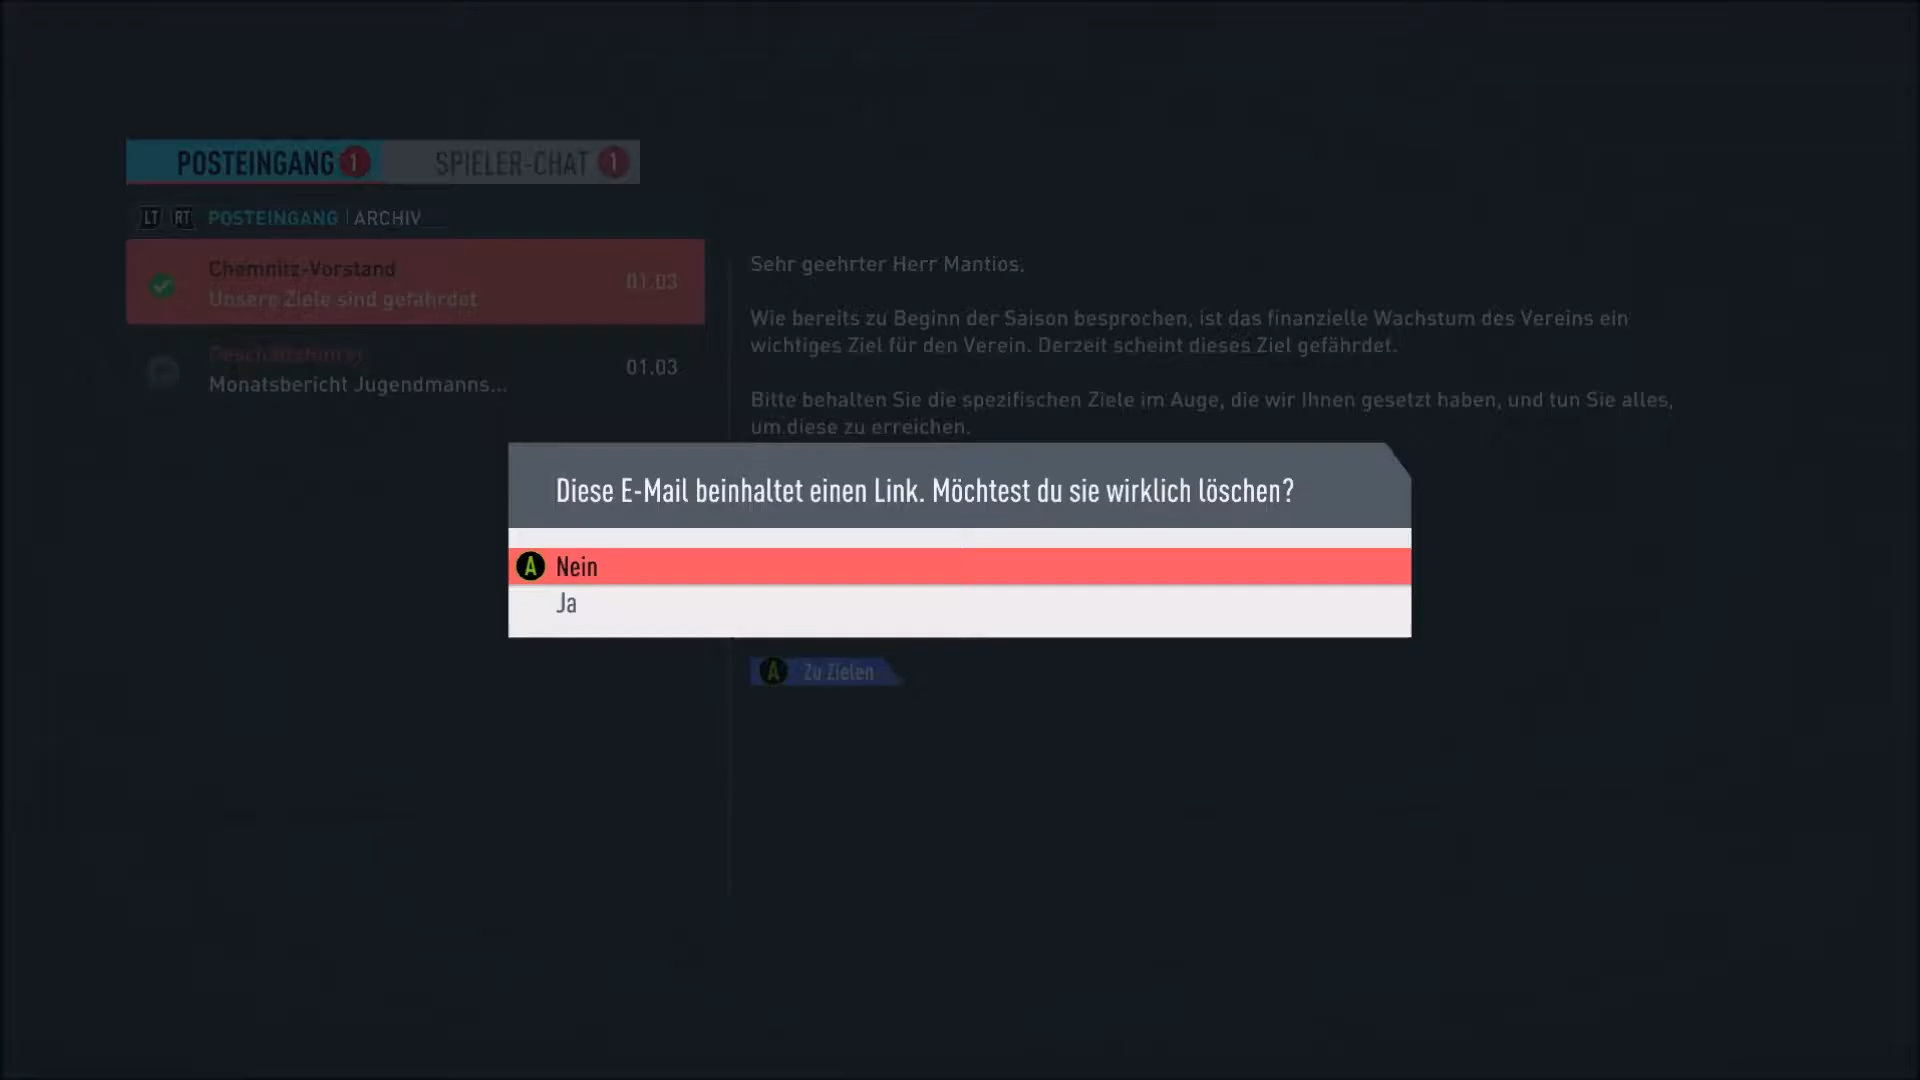 POSTEINGANG 1 SPIELER-CHAT 1
LT RT POSTEINGANG | ARCHIV
Chemnitz-Vorstand
Unsere Ziele sind gefährdet
01.03
Geschäftsführer
Monatsbericht Jugendmanns...
01.03
Sehr geehrter Herr Mantios,
Wie bereits zu Beginn der Saison besprochen, ist das finanzielle Wachstum des Vereins ein
wichtiges Ziel für den Verein. Derzeit scheint dieses Ziel gefährdet.
Bitte behalten Sie die spezifischen Ziele im Auge, die wir Ihnen gesetzt haben, und tun Sie alles,
um diese zu erreichen.
Diese E-Mail beinhaltet einen Link. Möchtest du sie wirklich löschen?
A Nein
Ja
A Zu Zielen